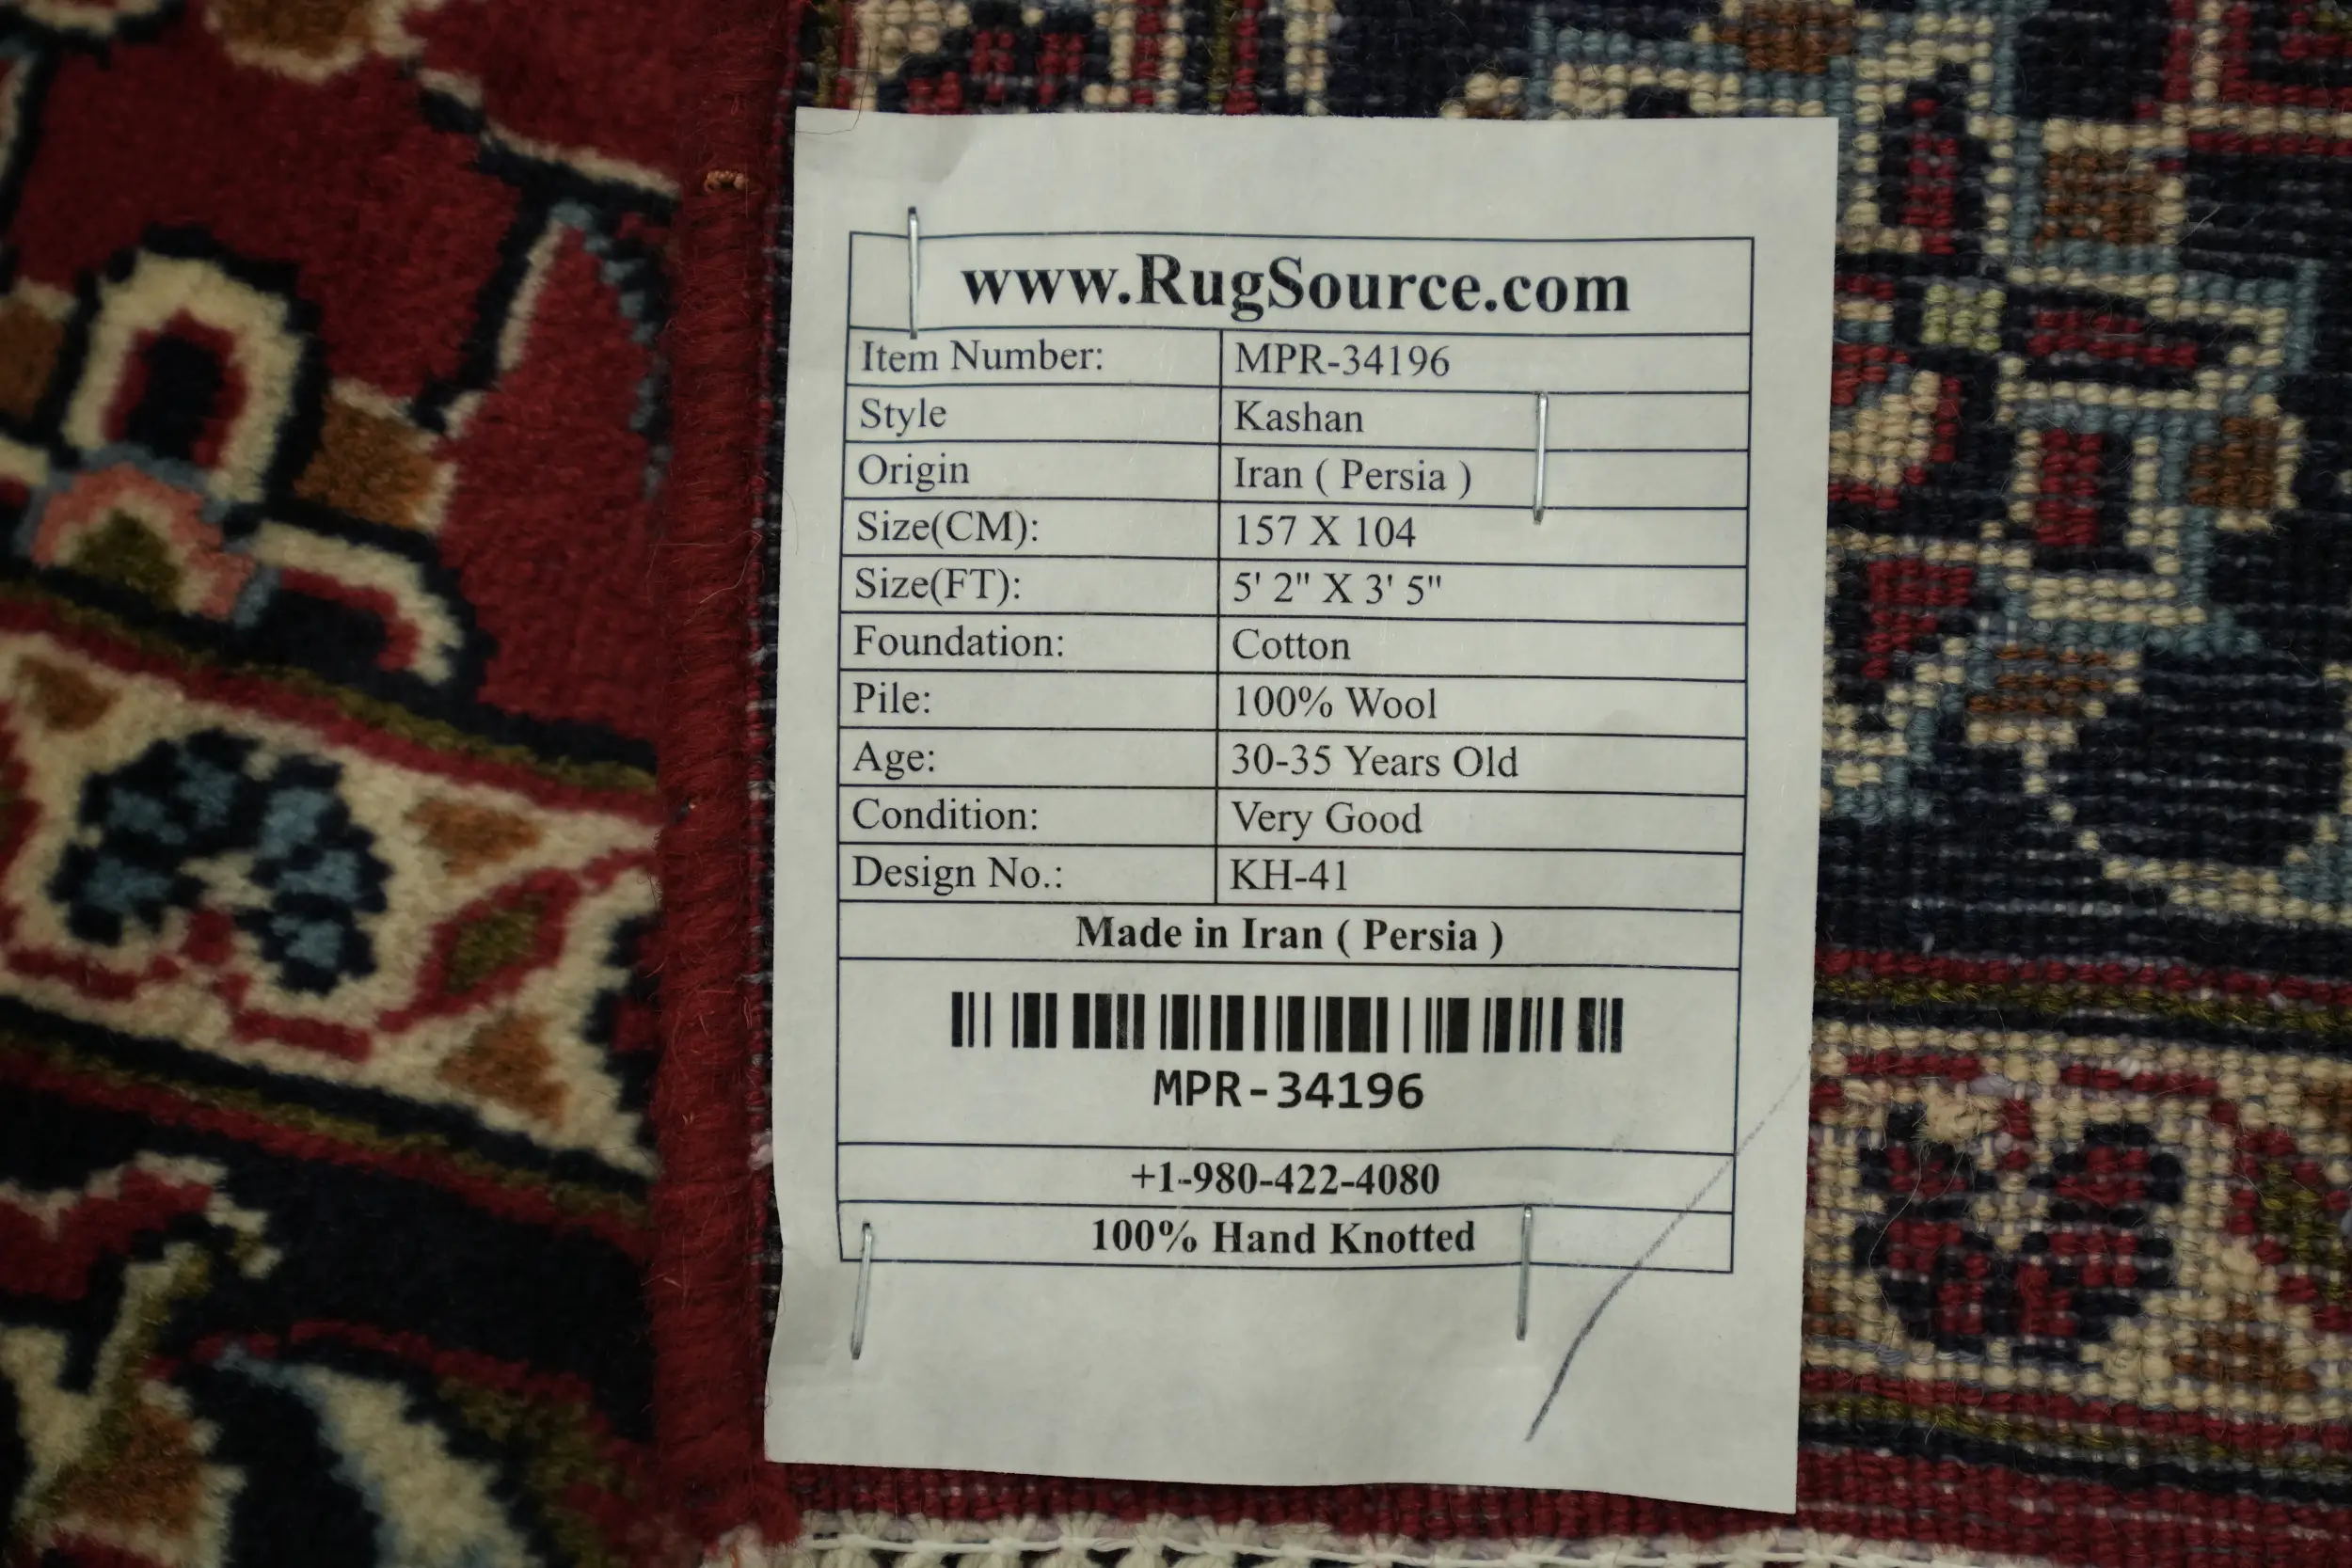 www.RugSource.com
Item Number: MPR-34196
Style Kashan
Origin Iran ( Persia )
Size(CM): 157 X 104
Size(FT): 5' 2" X 3' 5"
Foundation: Cotton
Pile: 100% Wool
Age: 30-35 Years Old
Condition: Very Good
Design No.: KH-41
Made in Iran ( Persia )
MPR-34196
+1-980-422-4080
100% Hand Knotted